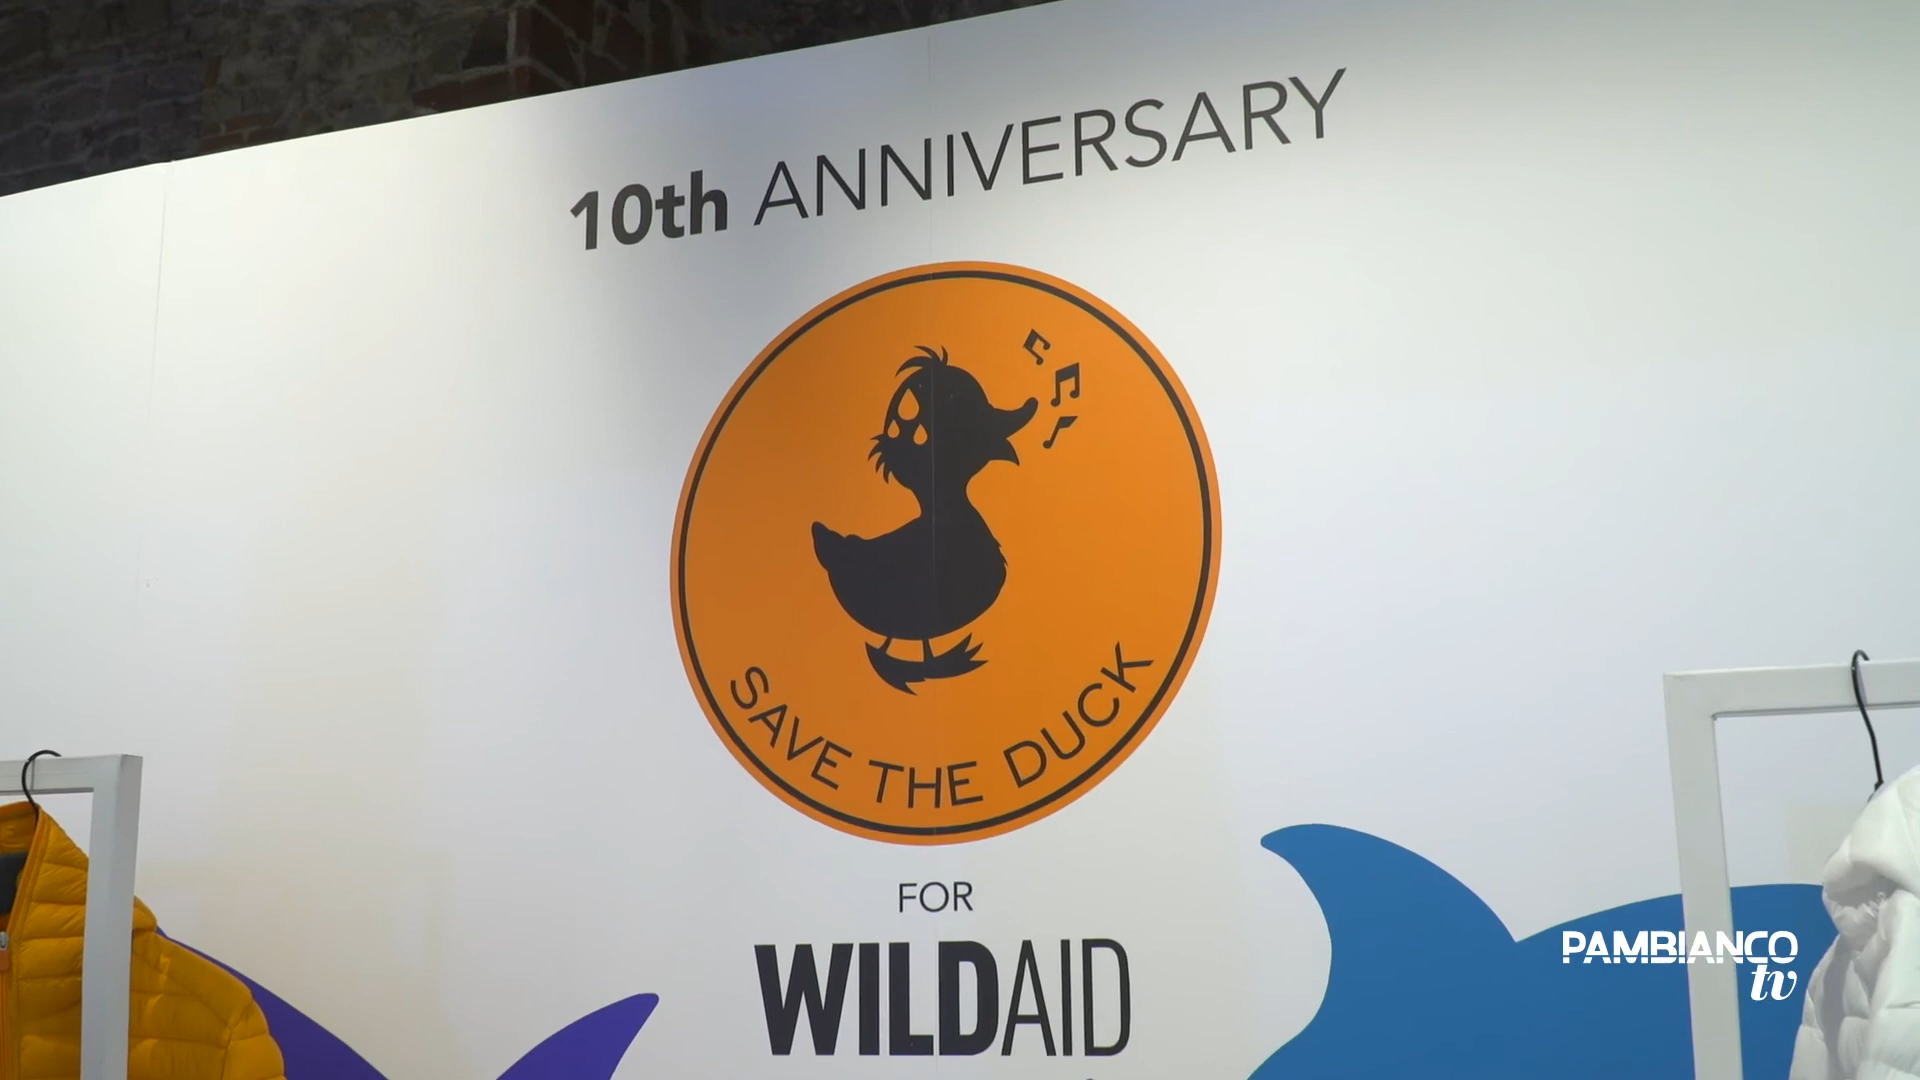 10th ANNIVERSARY
SAVE THE DUCK
FOR
WILDAID
PAMBIANCO
tv